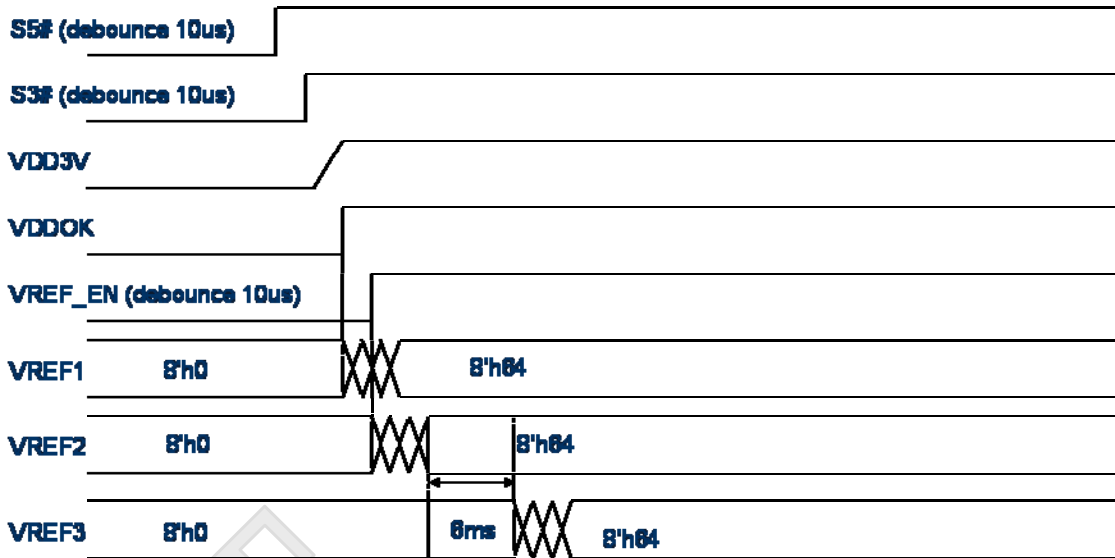 S5# (debounce 10us)
S3# (debounce 10us)
VDD3V
VDDOK
VREF_EN (debounce 10us)
VREF1 8'h0 8'h64
VREF2 8'h0 8'h64
VREF3 8'h0 6ms 8'h64